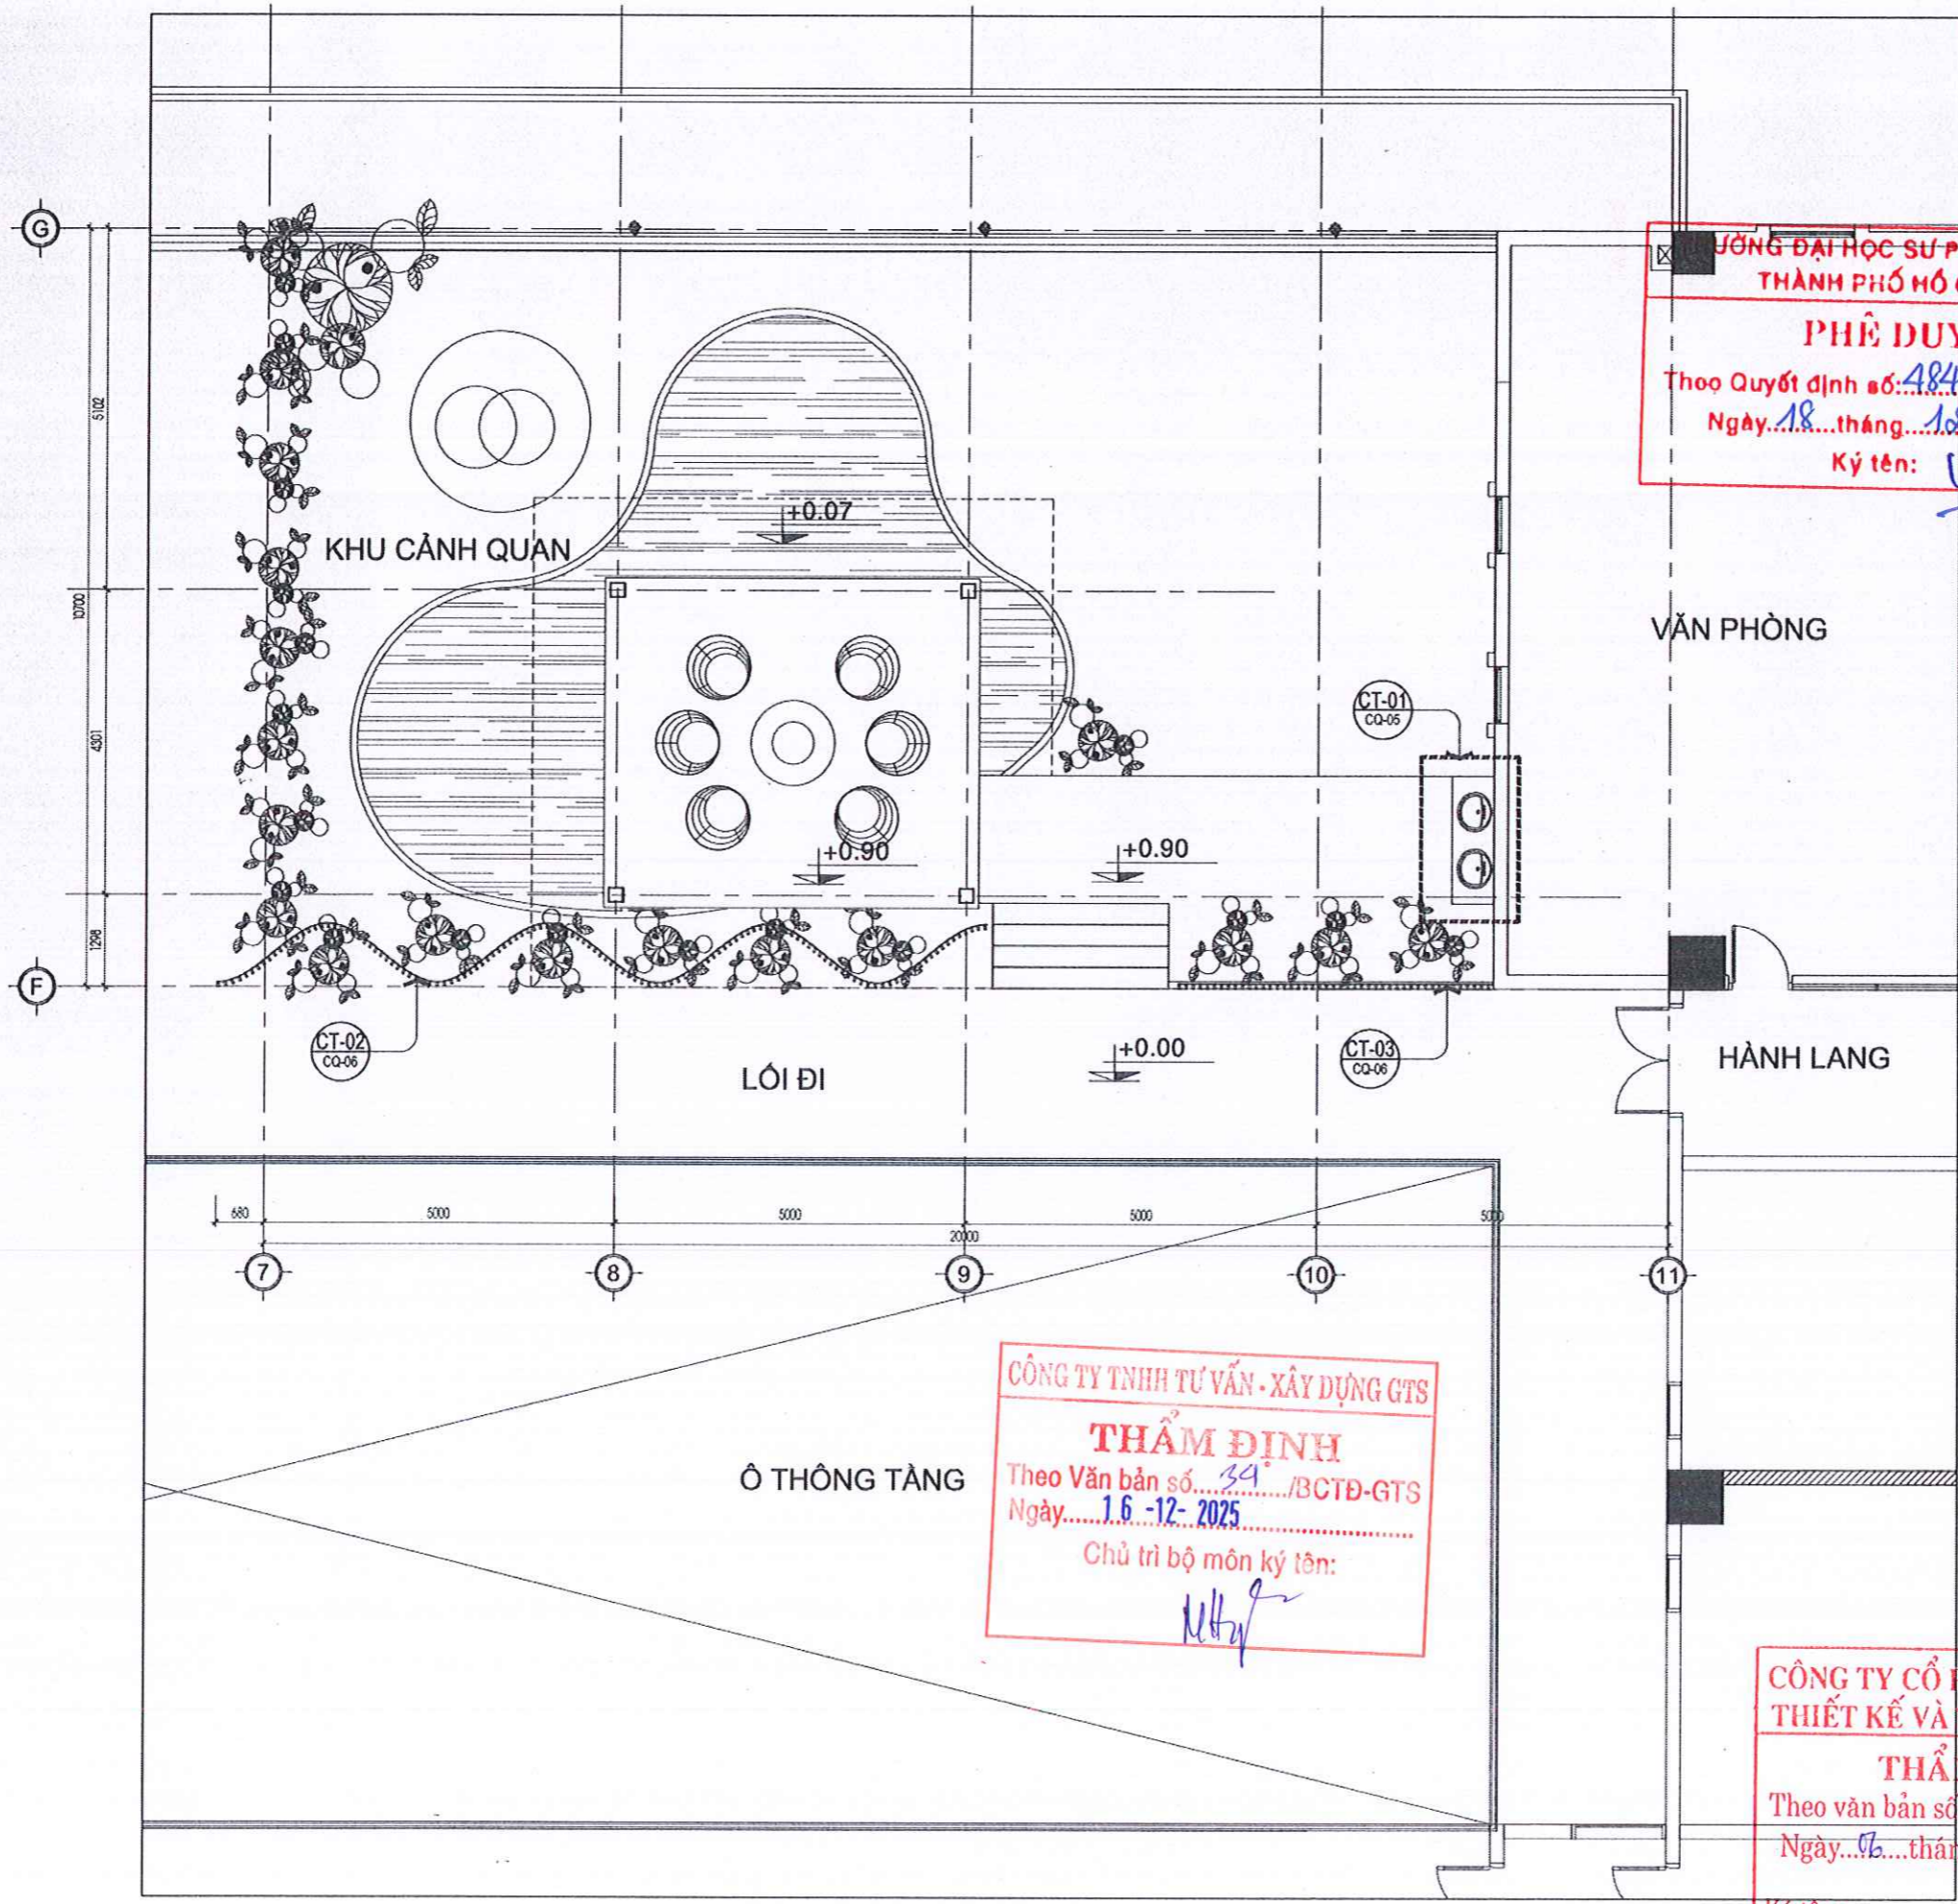 G
F
5102
4301
1298
10700
KHU CẢNH QUAN
+0.07
+0.90
+0.90
CT-01
CQ-05
VĂN PHÒNG
ƯỜNG ĐẠI HỌC SƯ P
THÀNH PHỐ HỒ
PHÊ DUY
Theo Quyết định số:
Ngày 18 tháng
Ký tên:
CT-02
CQ-06
LỐI ĐI
+0.00
CT-03
CQ-06
HÀNH LANG
680
5000
5000
5000
5000
20000
7
8
9
10
11
Ô THÔNG TẦNG
CÔNG TY TNHH TƯ VẤN - XÂY DỰNG GTS
THẨM ĐỊNH
Theo Văn bản số 34 /BCTĐ-GTS
Ngày 16 -12- 2025
Chủ trì bộ môn ký tên:
CÔNG TY CỔ
THIẾT KẾ VÀ
THẨ
Theo văn bản số
Ngày 06 thán